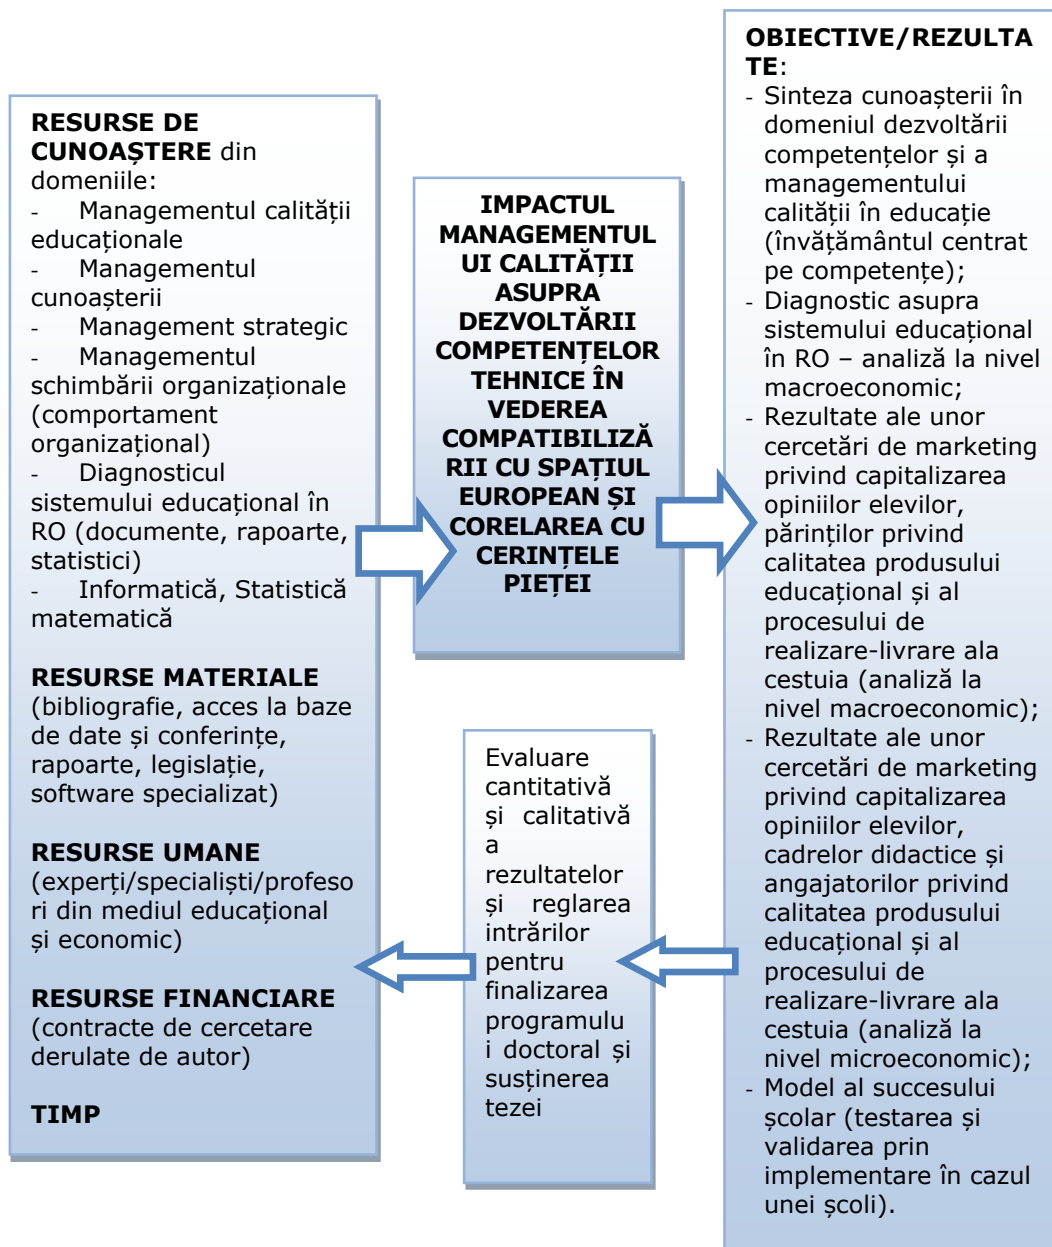 RESURSE DE
CUNOAȘTERE din
domeniile:
- Managementul calității
educaționale
- Managementul
cunoașterii
- Management strategic
- Managementul
schimbării organizaționale
(comportament
organizațional)
- Diagnosticul
sistemului educațional în
RO (documente, rapoarte,
statistici)
- Informatică, Statistică
matematică
RESURSE MATERIALE
(bibliografie, acces la baze
de date și conferințe,
rapoarte, legislație,
software specializat)
RESURSE UMANE
(experți/specialiști/profeso
ri din mediul educațional
și economic)
RESURSE FINANCIARE
(contracte de cercetare
derulate de autor)
TIMP
IMPACTUL
MANAGEMENTUL
UI CALITĂȚII
ASUPRA
DEZVOLTĂRII
COMPETENȚELOR
TEHNICE ÎN
VEDEREA
COMPATIBILIZĂ
RII CU SPAȚIUL
EUROPEAN ȘI
CORELAREA CU
CERINȚELE
PIEȚEI
OBIECTIVE/REZULTA
TE:
- Sinteza cunoașterii în
domeniul dezvoltării
competențelor și a
managementului
calității în educație
(învățământul centrat
pe competențe);
- Diagnostic asupra
sistemului educațional
în RO – analiză la nivel
macroeconomic;
- Rezultate ale unor
cercetări de marketing
privind capitalizarea
opiniilor elevilor,
părinților privind
calitatea produsului
educațional și al
procesului de
realizare-livrare ala
cestuia (analiză la
nivel macroeconomic);
- Rezultate ale unor
cercetări de marketing
privind capitalizarea
opiniilor elevilor,
cadrelor didactice și
angajatorilor privind
calitatea produsului
educațional și al
procesului de
realizare-livrare ala
cestuia (analiză la
nivel microeconomic);
- Model al succesului
școlar (testarea și
validarea prin
implementare în cazul
unei școli).
Evaluare
cantitativă
și calitativă
a
rezultatelor
și reglarea
intrărilor
pentru
finalizarea
programulu
i doctoral și
susținerea
tezei